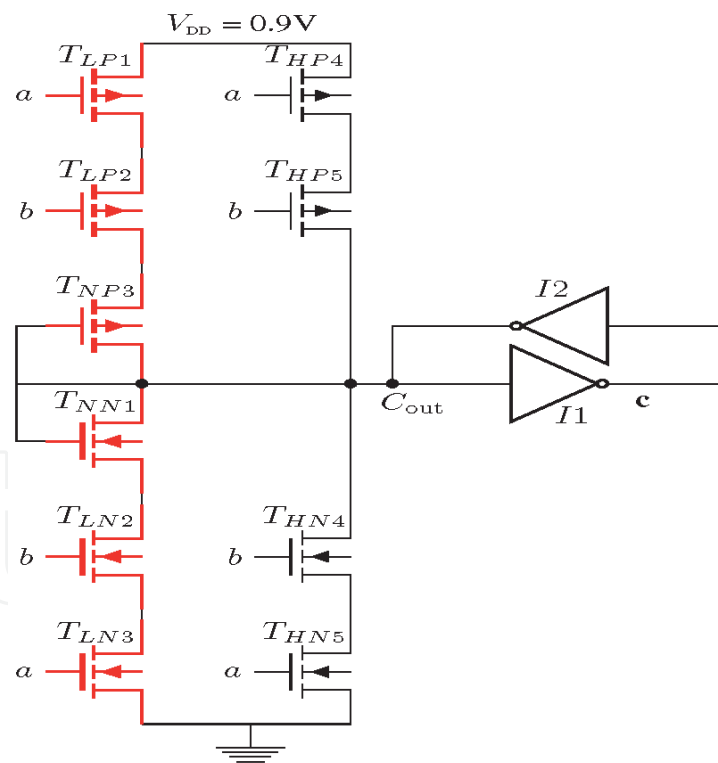 V_DD = 0.9V
T_LP1
T_HP4
a
a
T_LP2
T_HP5
b
b
T_NP3
I2
C_out
c
T_NN1
I1
T_LN2
T_HN4
b
b
T_LN3
T_HN5
a
a